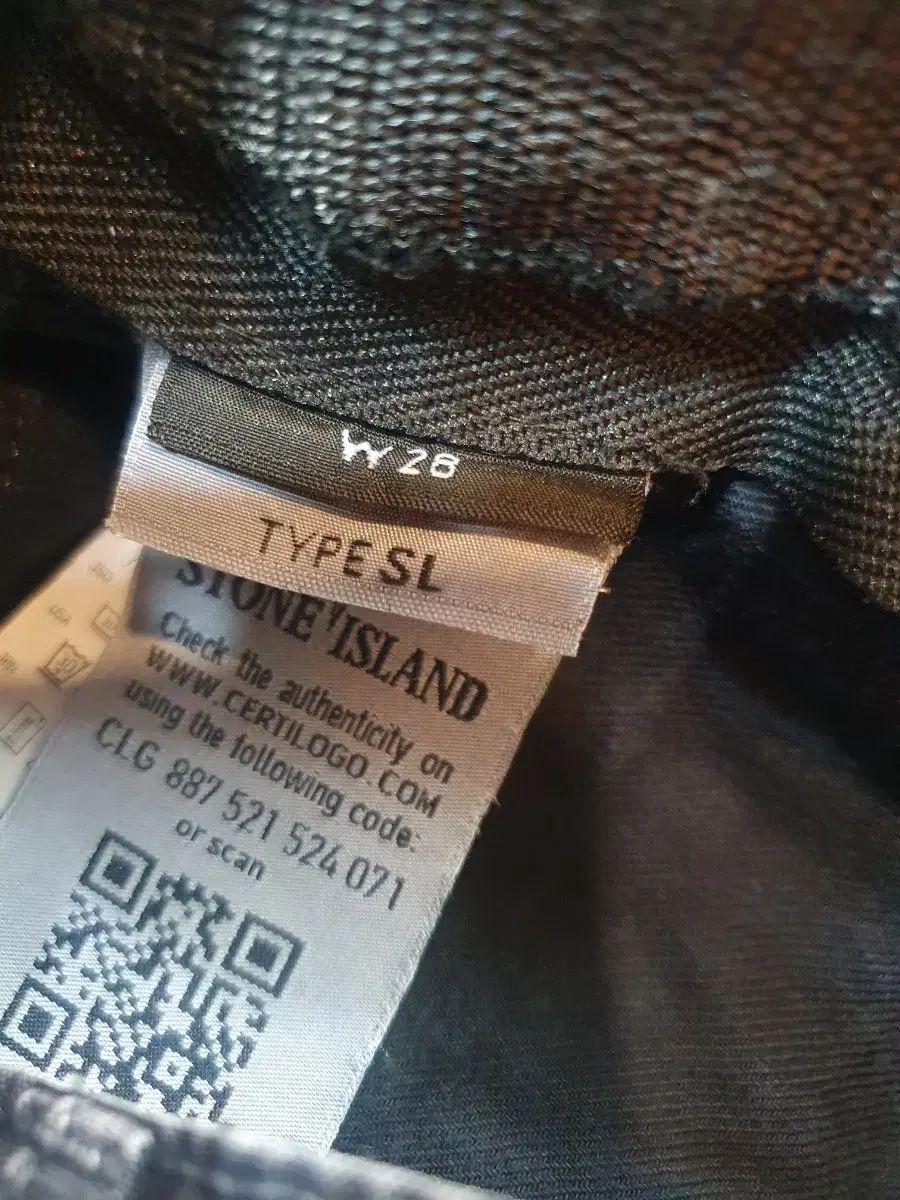 W 28
TYPE SL
STONE ISLAND
Check the authenticity on
WWW.CERTILOGO.COM
using the following code:
CLG 887 521 524 071
or scan